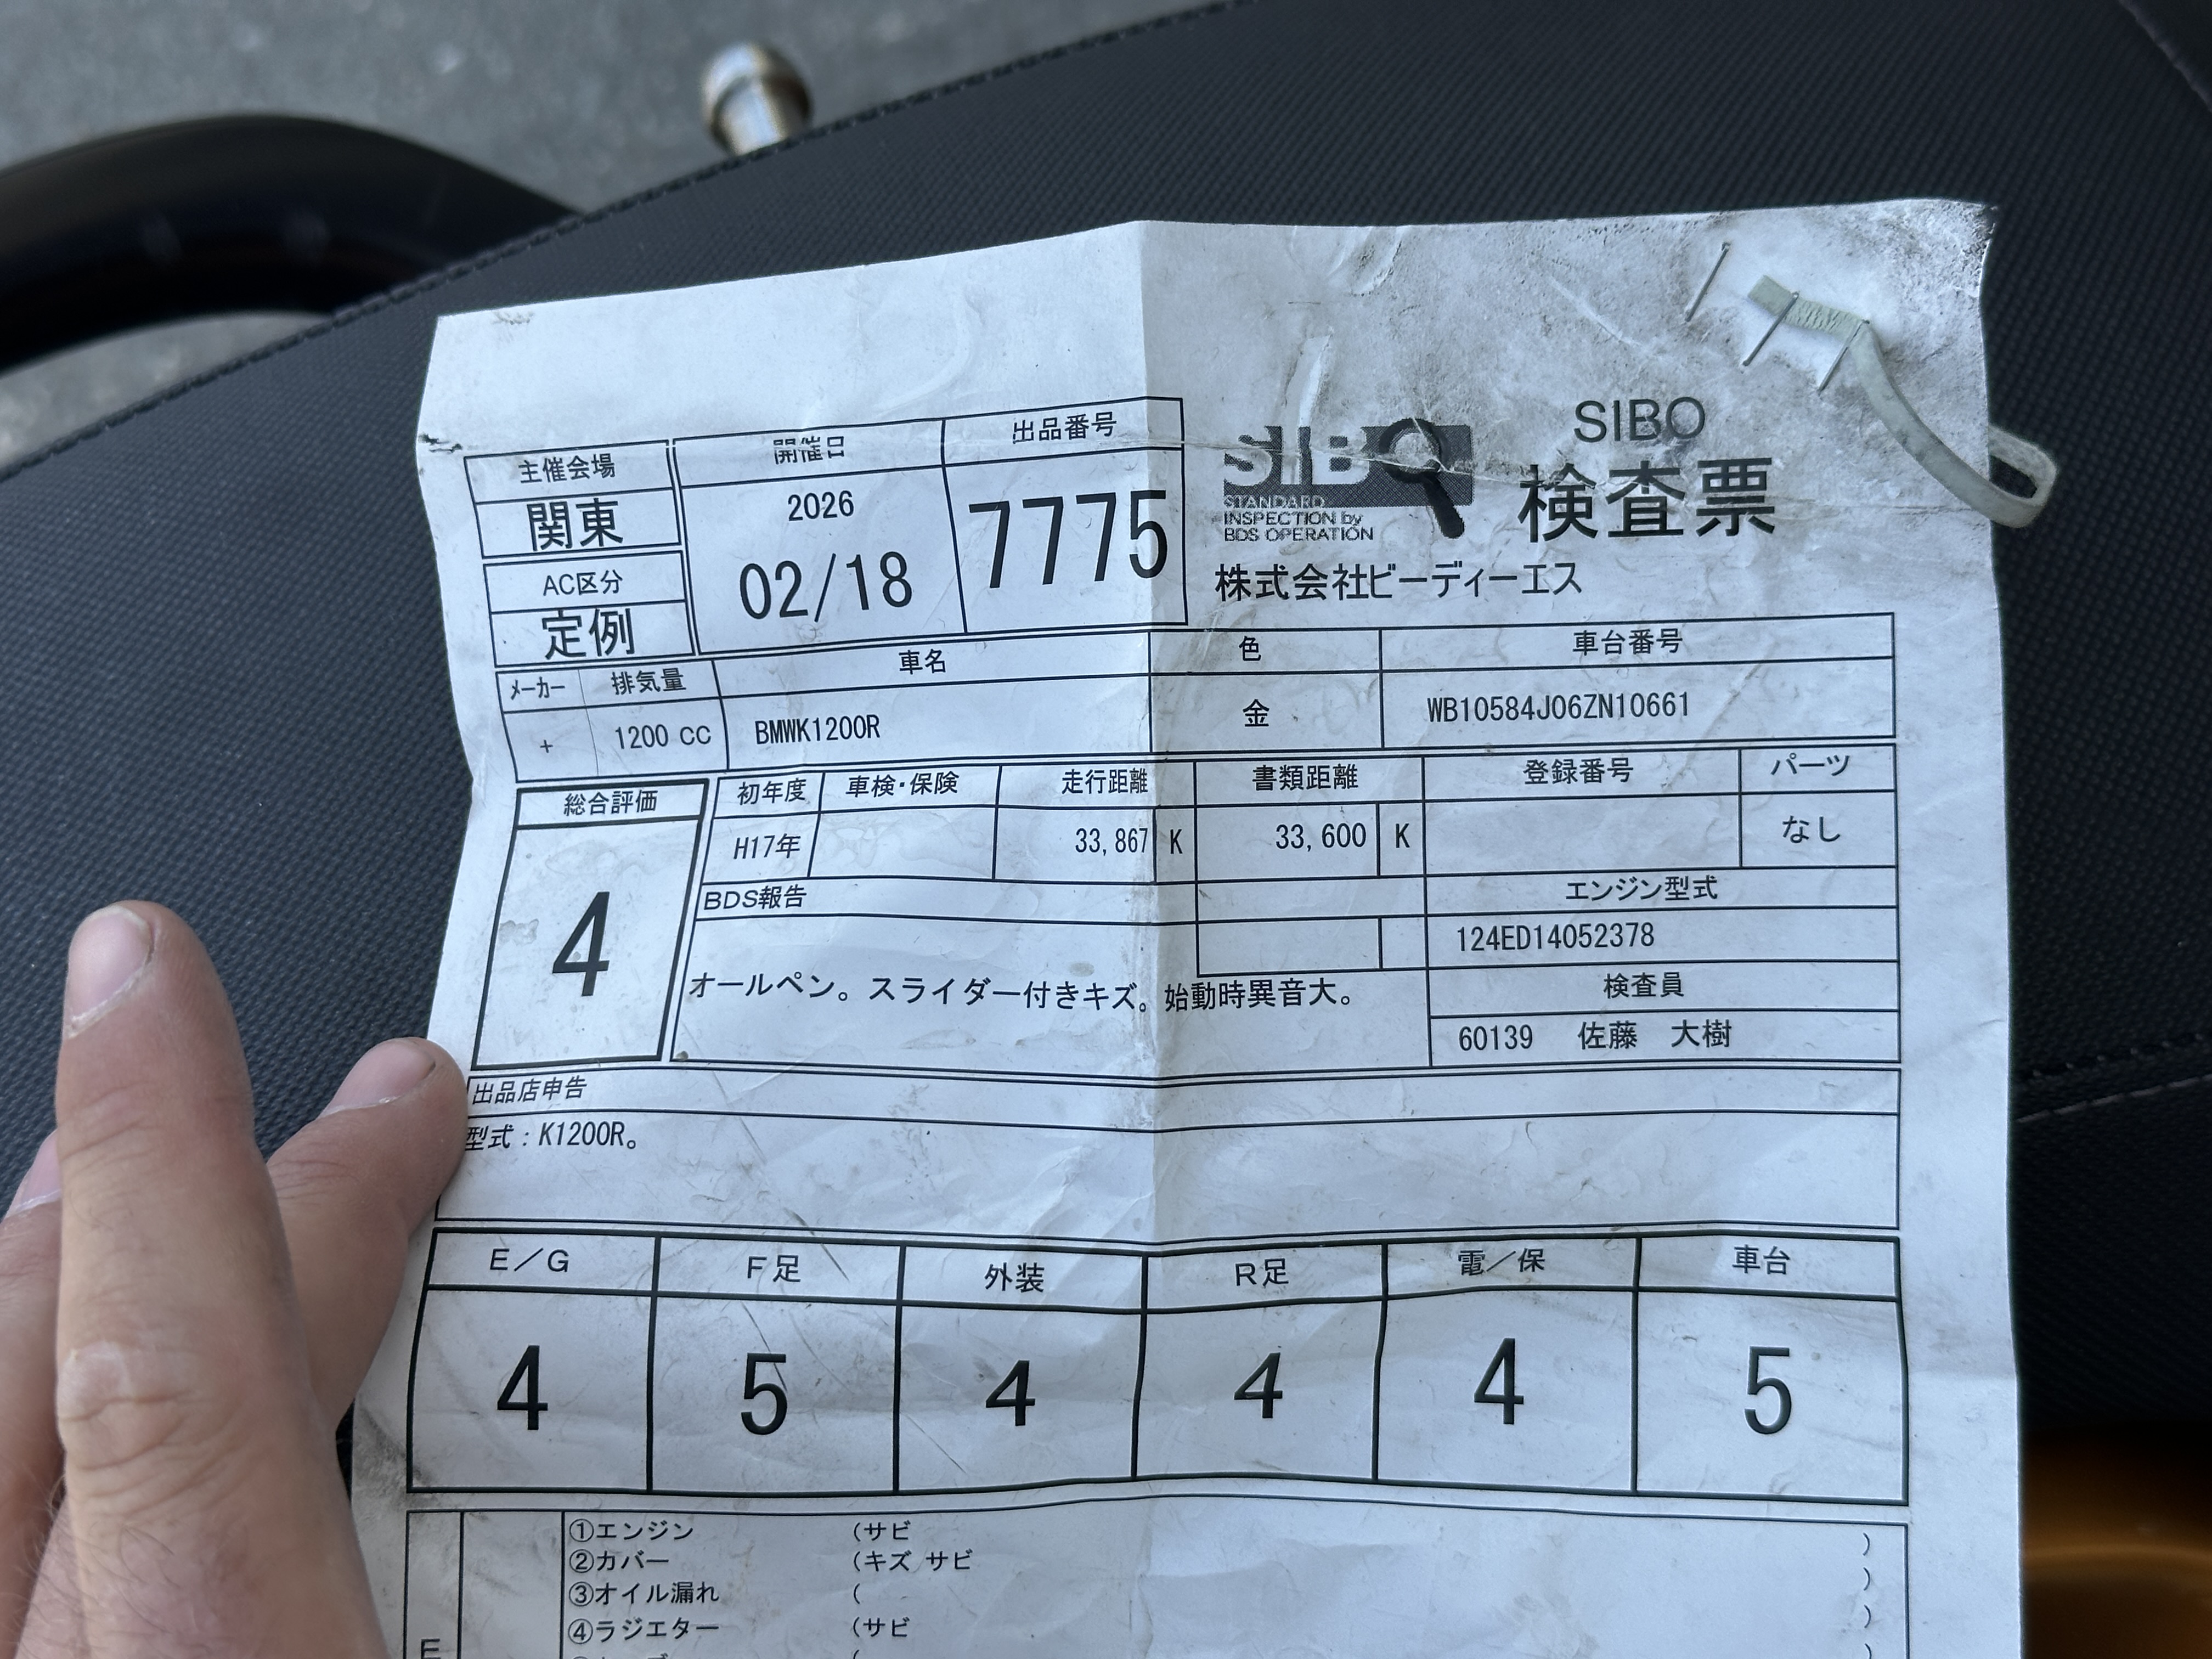 主催会場
開催日
出品番号
関東
2026
02/18
7775
AC区分
定例
SIBO
STANDARD
INSPECTION by
BDS OPERATION
SIBO
検査票
株式会社ビーディーエス
メーカー 排気量 車名 色 車台番号
+ 1200 CC BMWK1200R 金 WB10584J06ZN10661
総合評価 初年度 車検・保険 走行距離 書類距離 登録番号 パーツ
4
H17年 33,867 K 33,600 K なし
BDS報告
エンジン型式
124ED14052378
オールペン。スライダー付きキズ。始動時異音大。
検査員
60139 佐藤 大樹
出品店申告
型式:K1200R。
E/G F足 外装 R足 電/保 車台
4 5 4 4 4 5
①エンジン (サビ )
②カバー (キズ サビ )
③オイル漏れ ( )
④ラジエター (サビ )
E